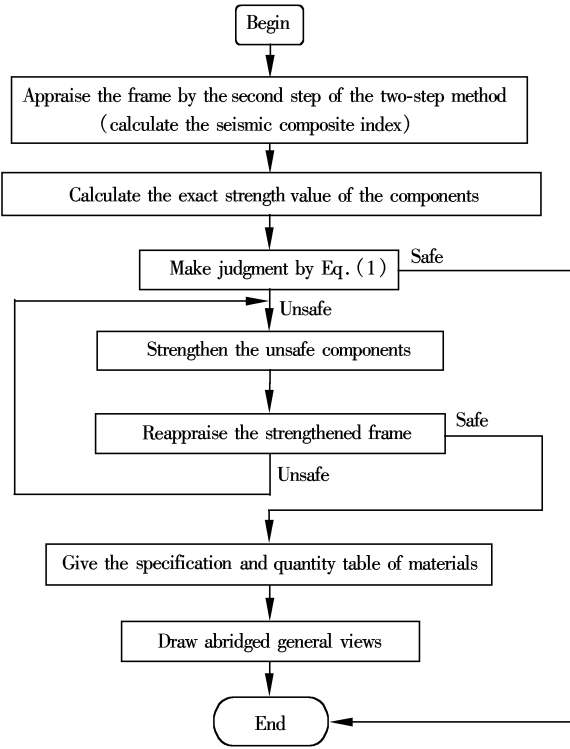 Begin
Appraise the frame by the second step of the two-step method
(calculate the seismic composite index)
Calculate the exact strength value of the components
Make judgment by Eq. (1)
Safe
Unsafe
Strengthen the unsafe components
Reappraise the strengthened frame
Safe
Unsafe
Give the specification and quantity table of materials
Draw abridged general views
End